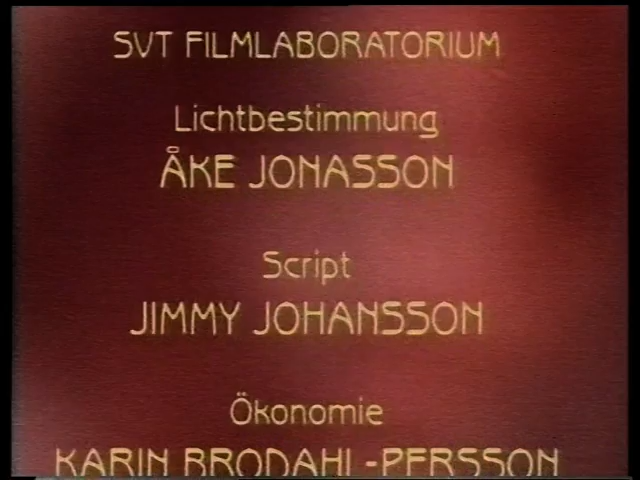 SVT FILMLABORATORIUM
Lichtbestimmung
ÅKE JONASSON
Script
JIMMY JOHANSSON
Ökonomie
KARIN BRODAHL -PERSSON